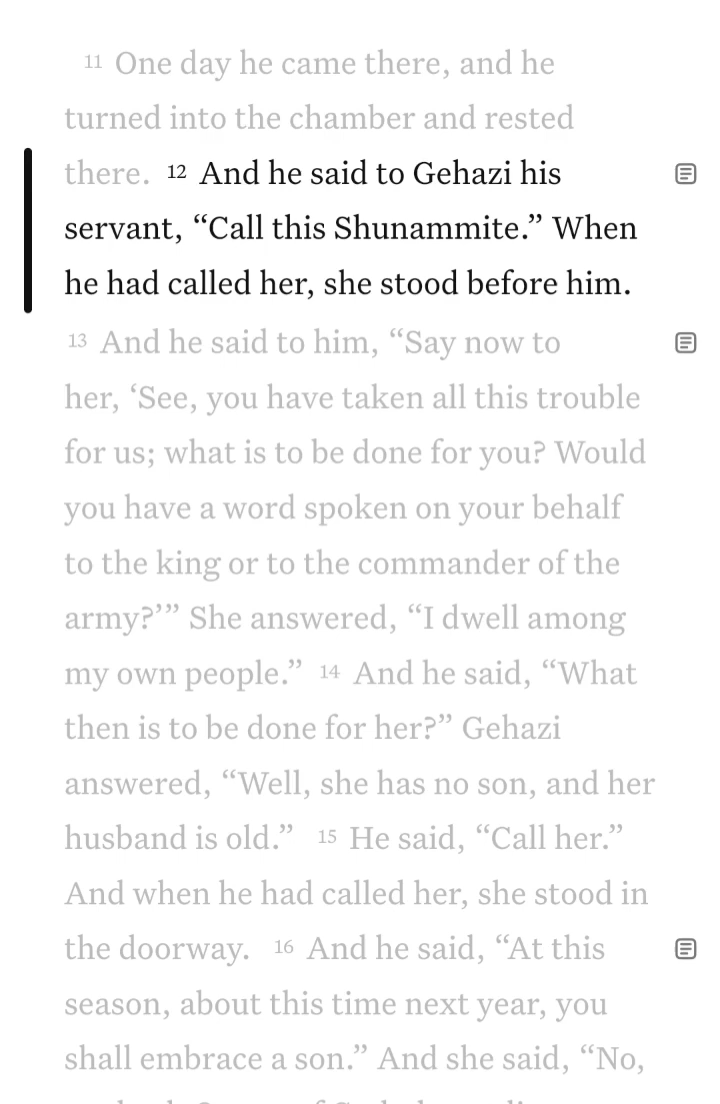 11 One day he came there, and he
turned into the chamber and rested
there. 12 And he said to Gehazi his
servant, “Call this Shunammite.” When
he had called her, she stood before him.
13 And he said to him, “Say now to
her, ‘See, you have taken all this trouble
for us; what is to be done for you? Would
you have a word spoken on your behalf
to the king or to the commander of the
army?’” She answered, “I dwell among
my own people.” 14 And he said, “What
then is to be done for her?” Gehazi
answered, “Well, she has no son, and her
husband is old.” 15 He said, “Call her.”
And when he had called her, she stood in
the doorway. 16 And he said, “At this
season, about this time next year, you
shall embrace a son.” And she said, “No,